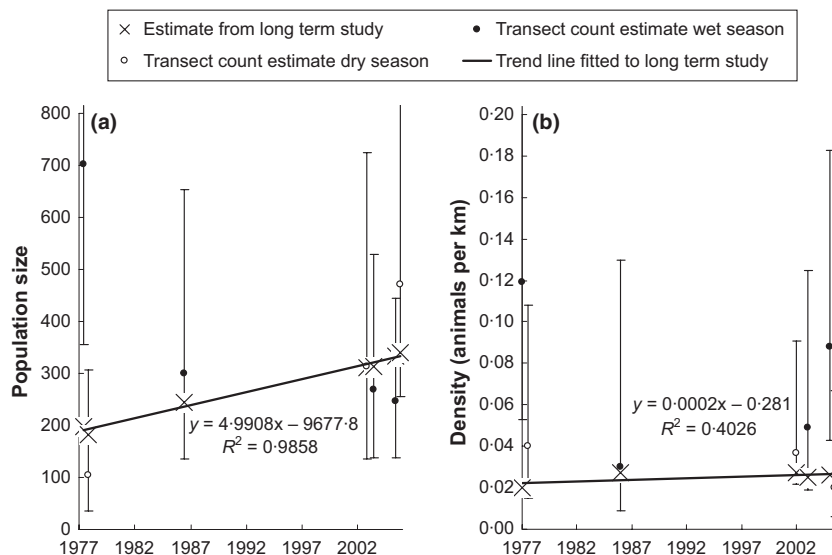 Estimate from long term study
Transect count estimate wet season
Transect count estimate dry season
Trend line fitted to long term study
(a)
Population size
800
700
600
500
400
300
200
100
0
y = 4·9908x – 9677·8
R² = 0·9858
1977 1982 1987 1992 1997 2002
(b)
Density (animals per km)
0·20
0·18
0·16
0·14
0·12
0·10
0·08
0·06
0·04
0·02
0·00
y = 0·0002x – 0·281
R² = 0·4026
1977 1982 1987 1992 1997 2002